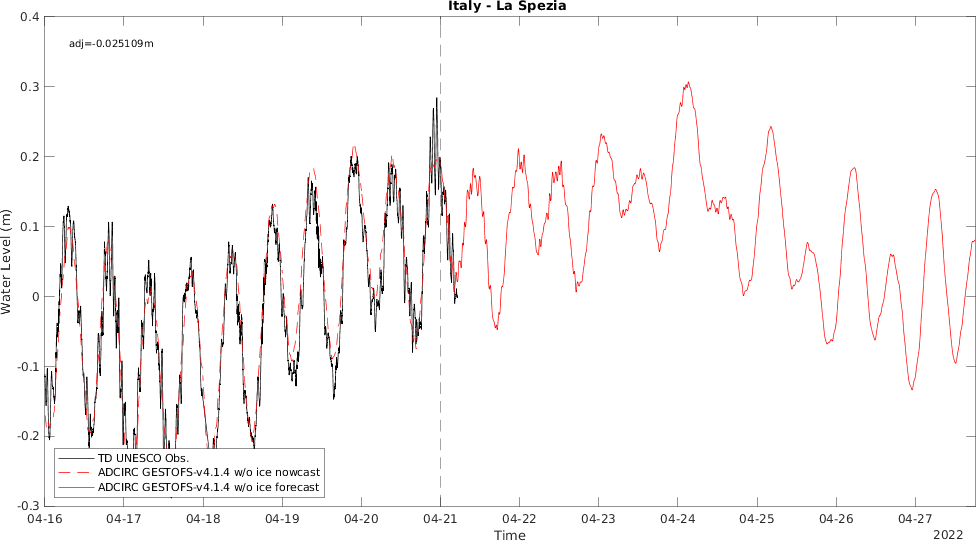 Italy - La Spezia
0.4
adj=-0.025109m
0.3
0.2
0.1
0
-0.1
-0.2
-0.3
Water Level (m)
TD UNESCO Obs.
ADCIRC GESTOFS-v4.1.4 w/o ice nowcast
ADCIRC GESTOFS-v4.1.4 w/o ice forecast
04-16 04-17 04-18 04-19 04-20 04-21 04-22 04-23 04-24 04-25 04-26 04-27
Time
2022